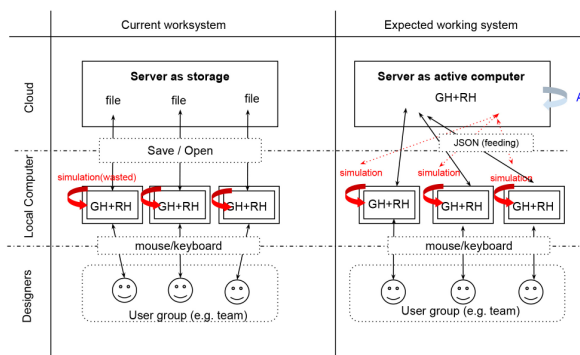 Current worksystem
Expected working system
Cloud
Server as storage
file file file
Server as active computer
GH+RH
A
Save / Open
JSON (feeding)
Local Computer
simulation(wasted)
simulation simulation simulation
GH+RH GH+RH GH+RH
GH+RH GH+RH GH+RH
mouse/keyboard
mouse/keyboard
Designers
User group (e.g. team)
User group (e.g. team)